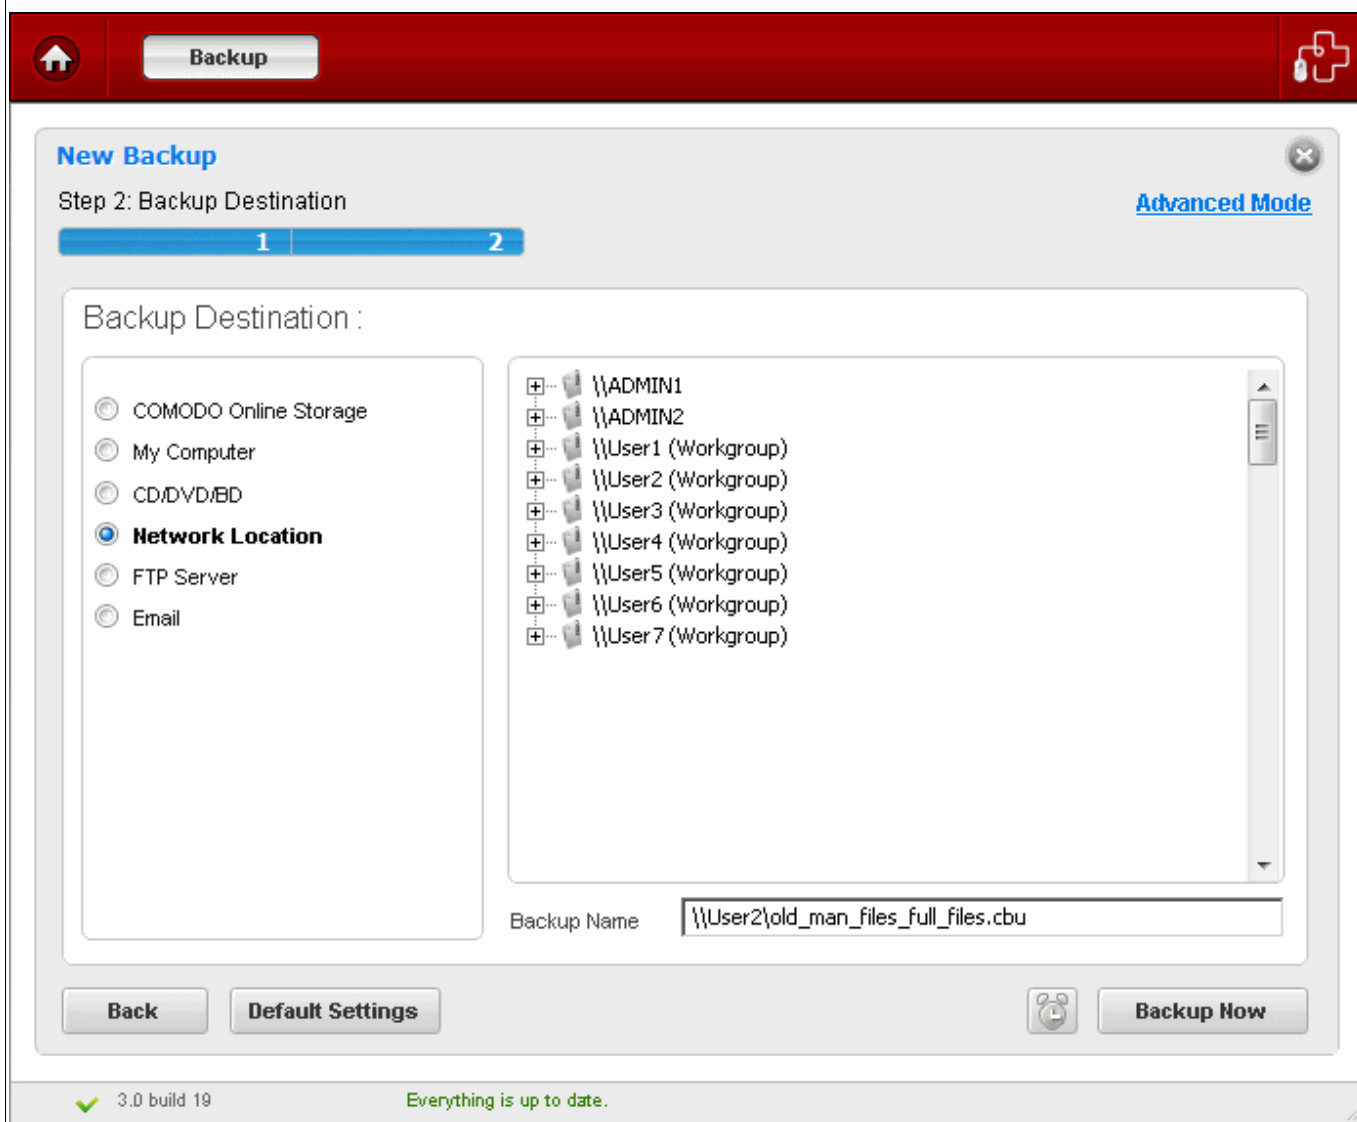 Backup
New Backup
Step 2: Backup Destination
Advanced Mode
1 2
Backup Destination :
COMODO Online Storage
My Computer
CD/DVD/BD
Network Location
FTP Server
Email
\\ADMIN1
\\ADMIN2
\\User1 (Workgroup)
\\User2 (Workgroup)
\\User3 (Workgroup)
\\User4 (Workgroup)
\\User5 (Workgroup)
\\User6 (Workgroup)
\\User7 (Workgroup)
Backup Name \\User2\old_man_files_full_files.cbu
Back Default Settings Backup Now
3.0 build 19 Everything is up to date.